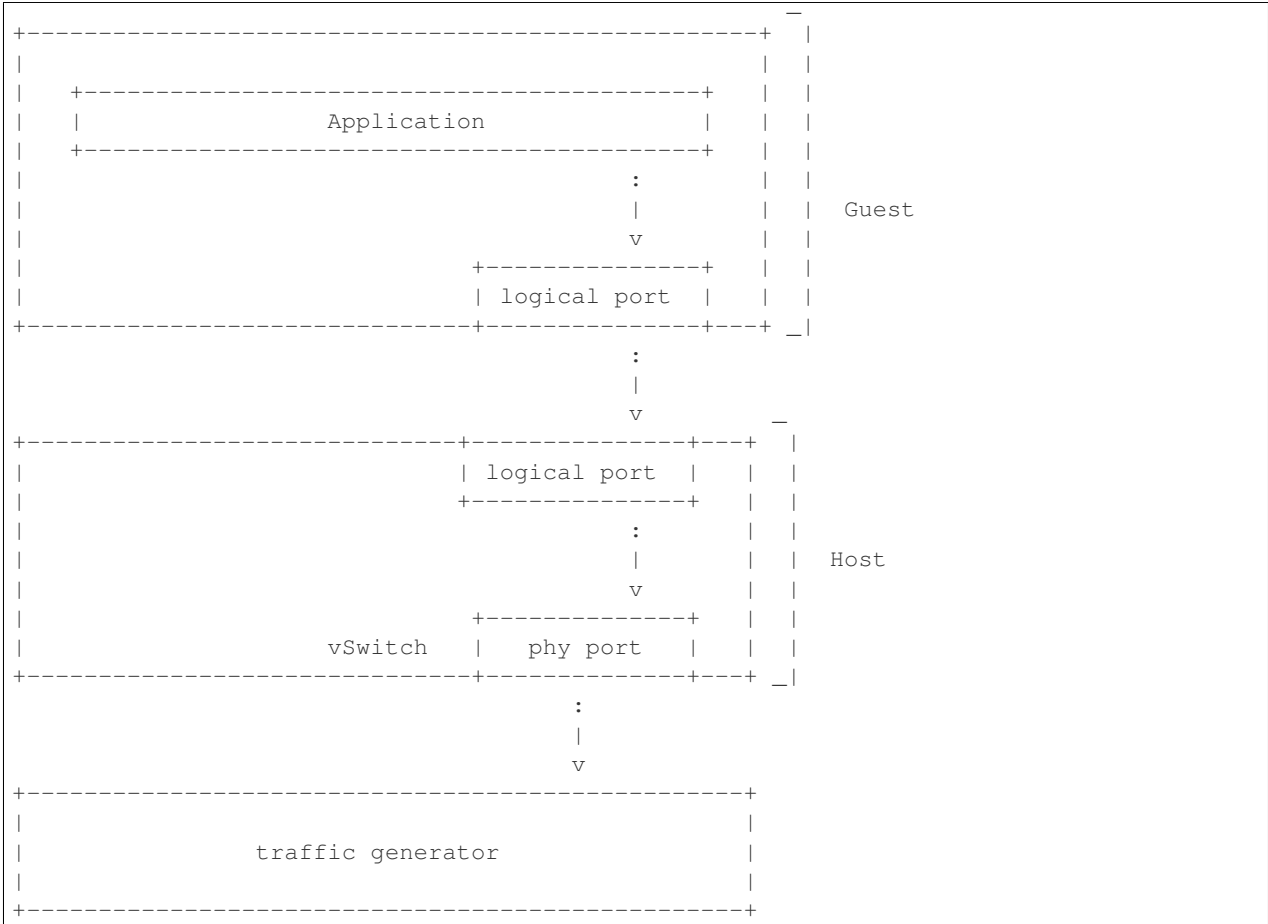 Application
Guest
logical port
logical port
Host
vSwitch phy port
traffic generator